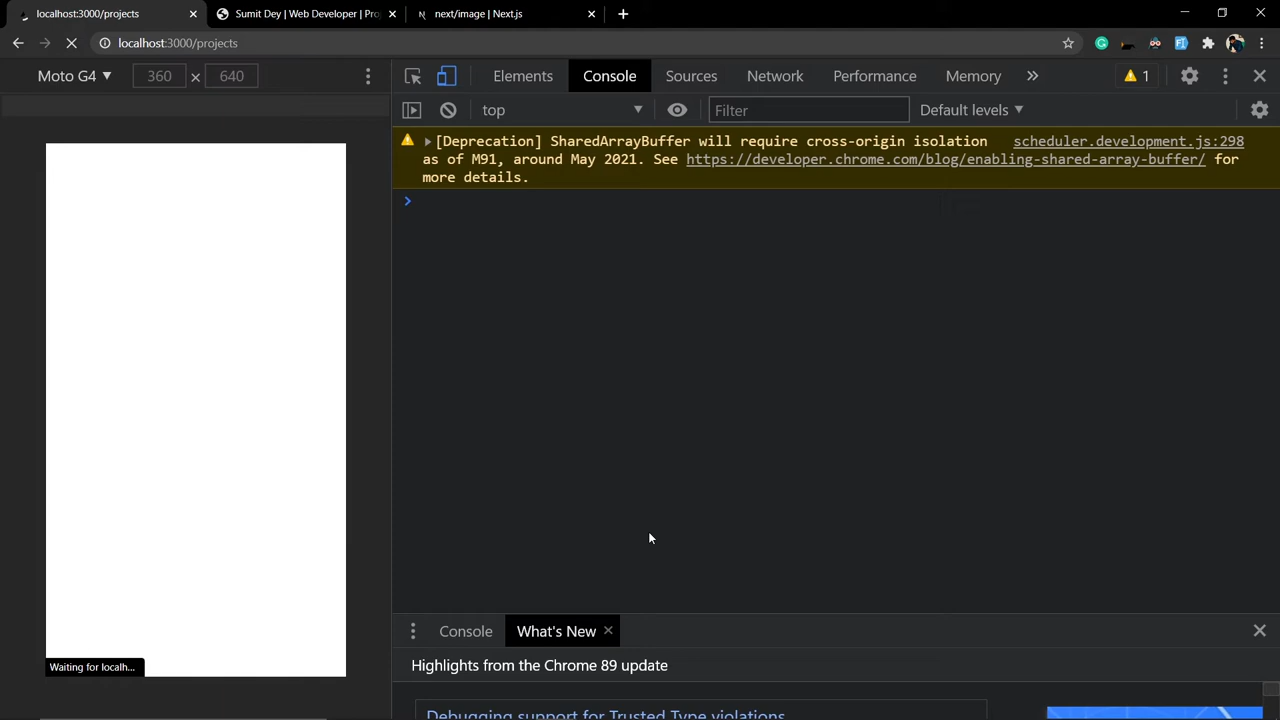 localhost:3000/projects
Sumit Dey | Web Developer | Pro
next/image | Next.js
localhost:3000/projects
Moto G4
360 × 640
Elements
Console
Sources
Network
Performance
Memory
1
top
Filter
Default levels
[Deprecation] SharedArrayBuffer will require cross-origin isolation scheduler.development.js:298
as of M91, around May 2021. See https://developer.chrome.com/blog/enabling-shared-array-buffer/ for
more details.
Waiting for localh...
Console
What's New
Highlights from the Chrome 89 update
Debugging support for Trusted Type violations